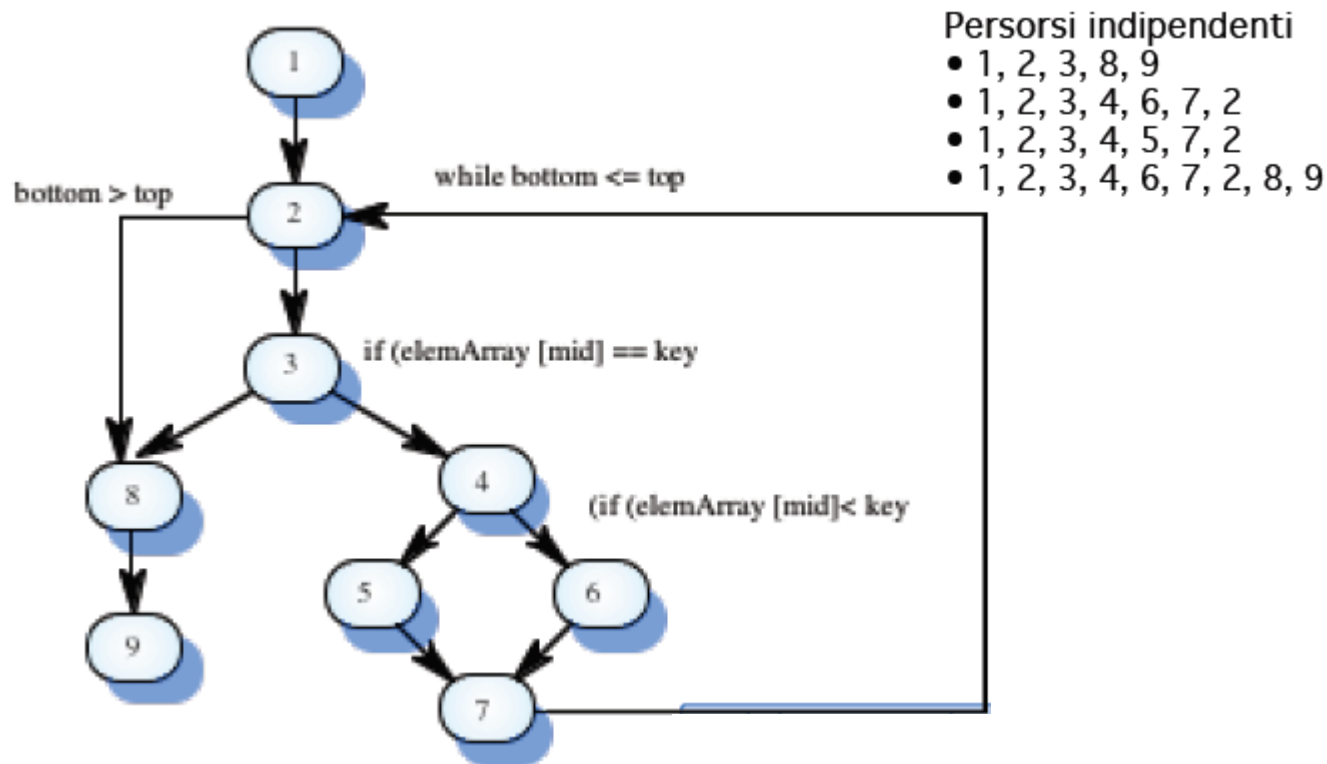 Persorsi indipendenti
• 1, 2, 3, 8, 9
• 1, 2, 3, 4, 6, 7, 2
• 1, 2, 3, 4, 5, 7, 2
• 1, 2, 3, 4, 6, 7, 2, 8, 9
1
while bottom <= top
bottom > top
2
if (elemArray [mid] == key
3
4
8
(if (elemArray [mid]< key
5
6
9
7